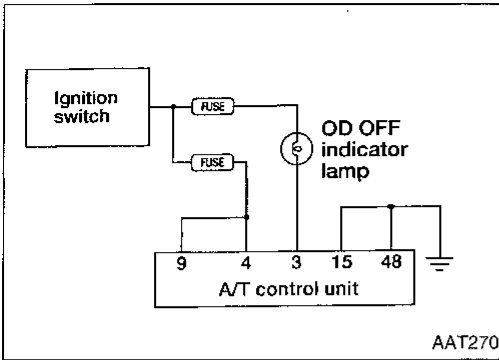 Ignition
switch
FUSE
OD OFF
indicator
lamp
FUSE
9 4 3 15 48
A/T control unit
AAT270